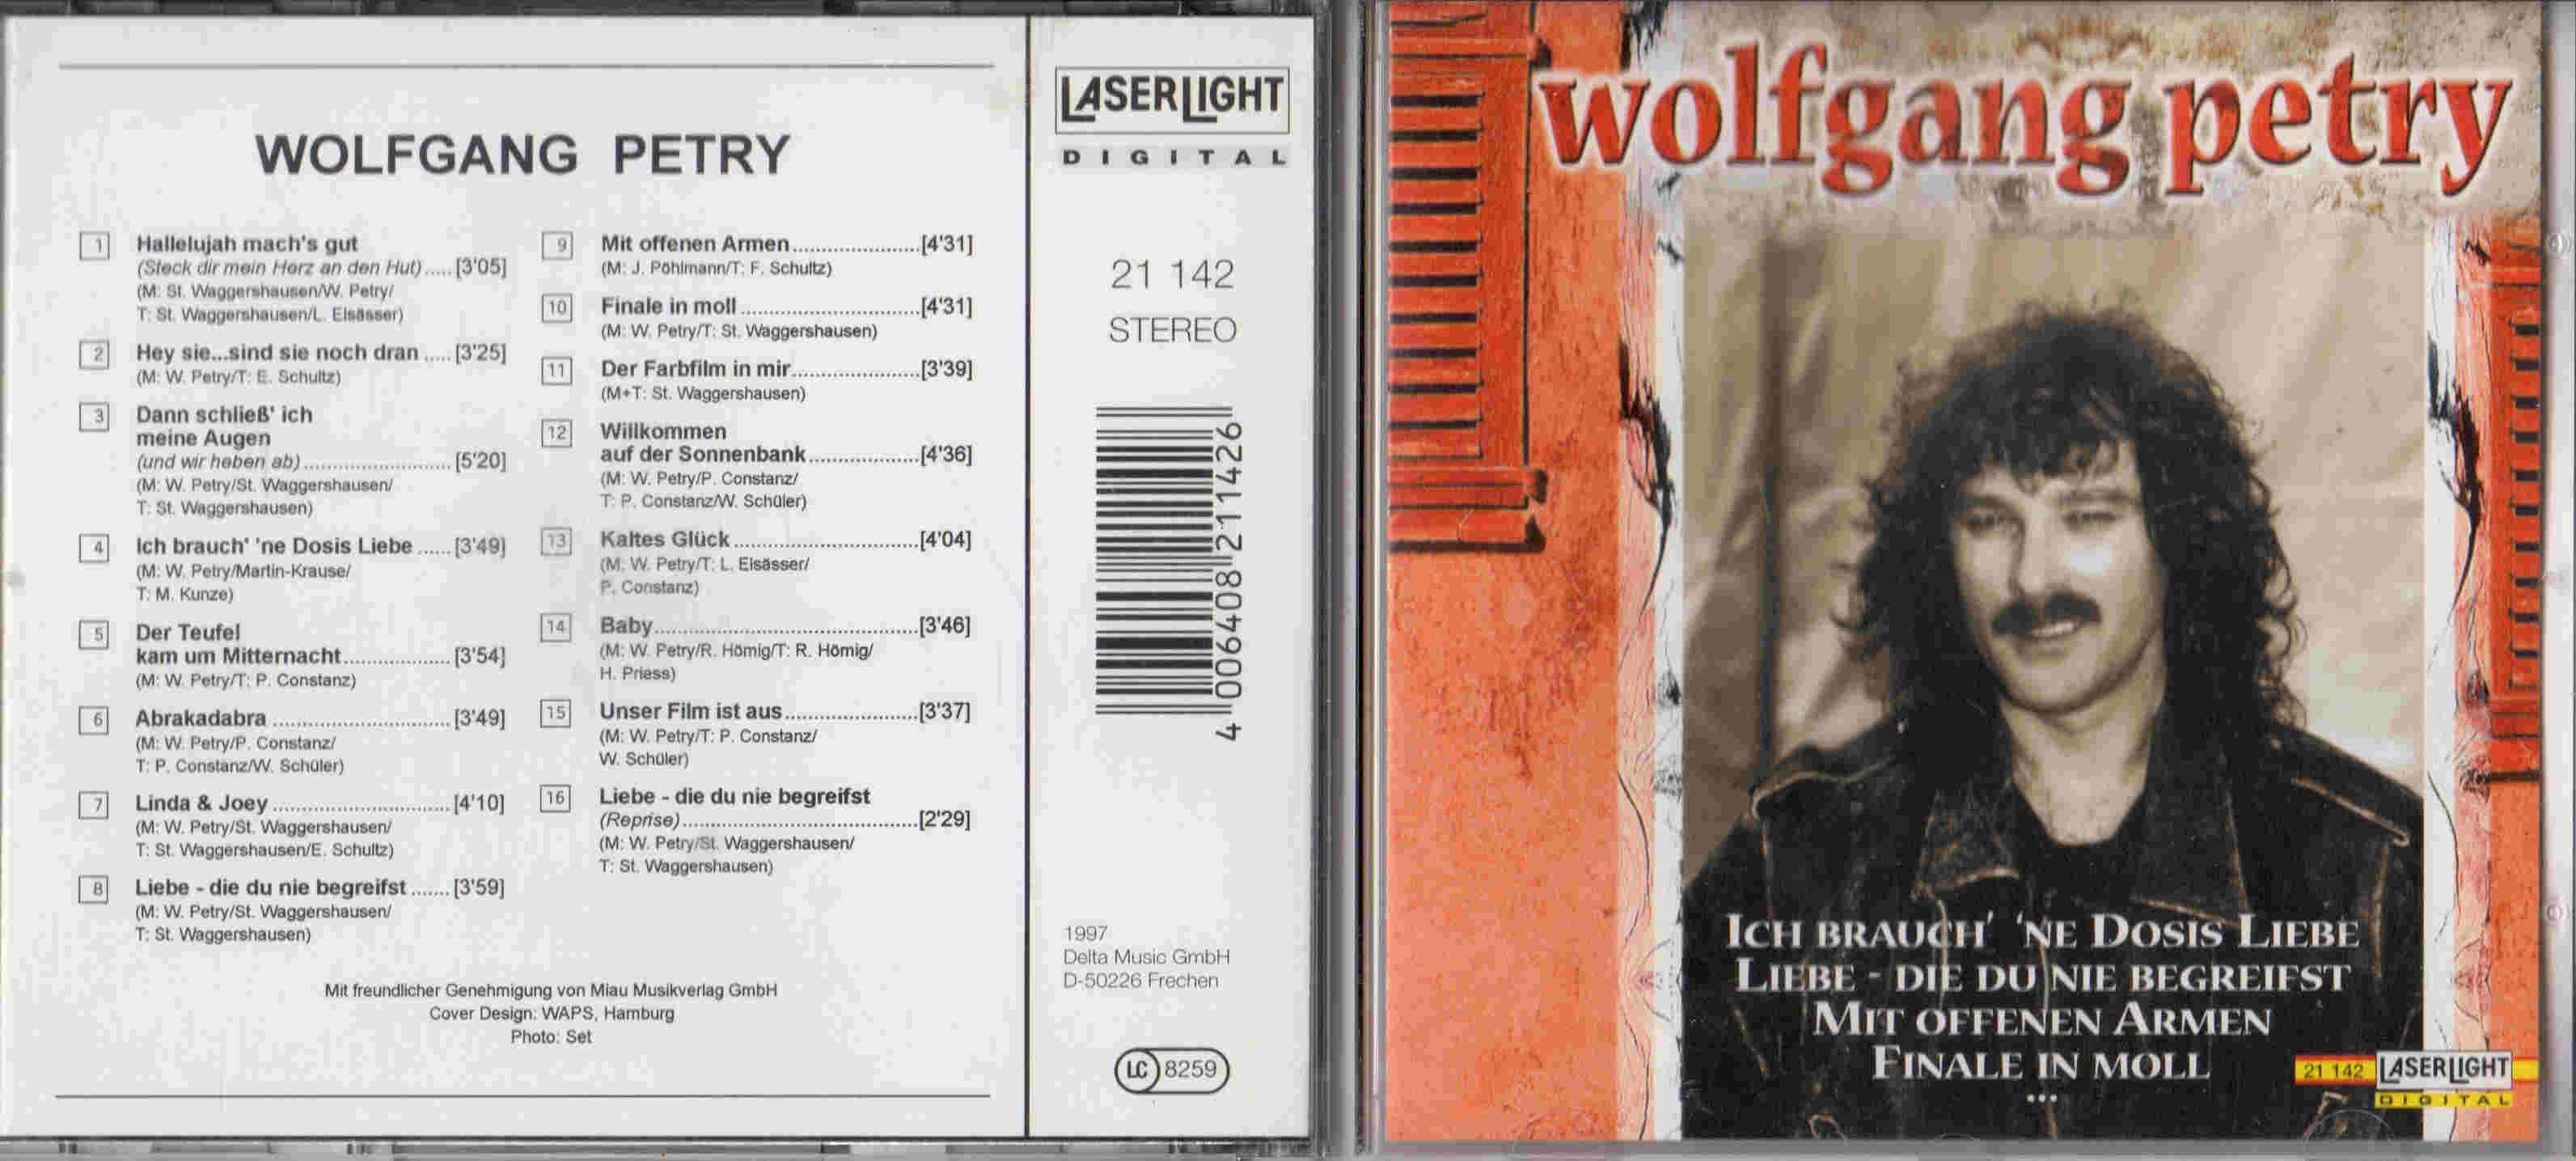 WOLFGANG PETRY
1 Hallelujah mach's gut
(Steck dir mein Herz an den Hut)..... [3'05]
(M: St. Waggershausen/W. Petry/
T: St. Waggershausen/L. Elsässer)
2 Hey sie...sind sie noch dran ..... [3'25]
(M: W. Petry/T: E. Schultz)
3 Dann schließ' ich
meine Augen
(und wir heben ab) .......................... [5'20]
(M: W. Petry/St. Waggershausen/
T: St. Waggershausen)
4 Ich brauch' 'ne Dosis Liebe ...... [3'49]
(M: W. Petry/Martin-Krause/
T: M. Kunze)
5 Der Teufel
kam um Mitternacht................... [3'54]
(M: W. Petry/T: P. Constanz)
6 Abrakadabra ................................ [3'49]
(M: W. Petry/P. Constanz/
T: P. Constanz/W. Schüler)
7 Linda & Joey ................................ [4'10]
(M: W. Petry/St. Waggershausen/
T: St. Waggershausen/E. Schultz)
8 Liebe - die du nie begreifst ....... [3'59]
(M: W. Petry/St. Waggershausen/
T: St. Waggershausen)
9 Mit offenen Armen.......................[4'31]
(M: J. Pöhlmann/T: F. Schultz)
10 Finale in moll ................................[4'31]
(M: W. Petry/T: St. Waggershausen)
11 Der Farbfilm in mir.......................[3'39]
(M+T: St. Waggershausen)
12 Willkommen
auf der Sonnenbank....................[4'36]
(M: W. Petry/P. Constanz/
T: P. Constanz/W. Schüler)
13 Kaltes Glück.................................[4'04]
(M: W. Petry/T: L. Elsässer/
P. Constanz)
14 Baby...............................................[3'46]
(M: W. Petry/R. Hömig/T: R. Hömig/
H. Priess)
15 Unser Film ist aus........................[3'37]
(M: W. Petry/T: P. Constanz/
W. Schüler)
16 Liebe - die du nie begreifst
(Reprise)..........................................[2'29]
(M: W. Petry/St. Waggershausen/
T: St. Waggershausen)
Mit freundlicher Genehmigung von Miau Musikverlag GmbH
Cover Design: WAPS, Hamburg
Photo: Set
LASERLIGHT
DIGITAL
21 142
STEREO
4 006408 211426
1997
Delta Music GmbH
D-50226 Frechen
LC 8259
wolfgang petry
ICH BRAUCH' 'NE DOSIS LIEBE
LIEBE - DIE DU NIE BEGREIFST
MIT OFFENEN ARMEN
FINALE IN MOLL
...
21 142 LASERLIGHT
DIGITAL